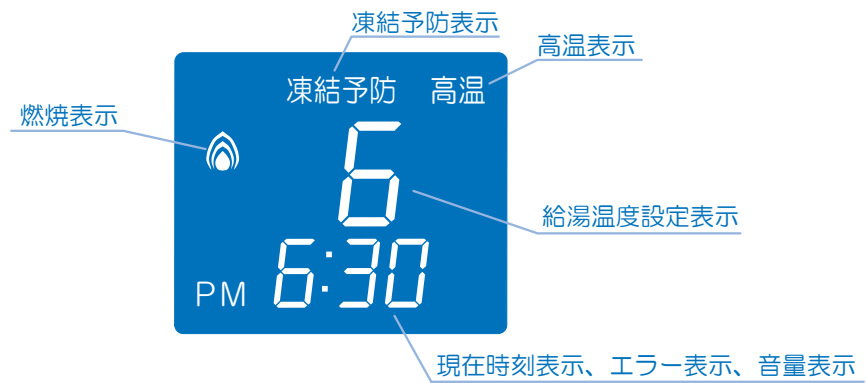 凍結予防表示
高温表示
凍結予防 高温
燃焼表示
6
給湯温度設定表示
PM 6:30
現在時刻表示、エラー表示、音量表示